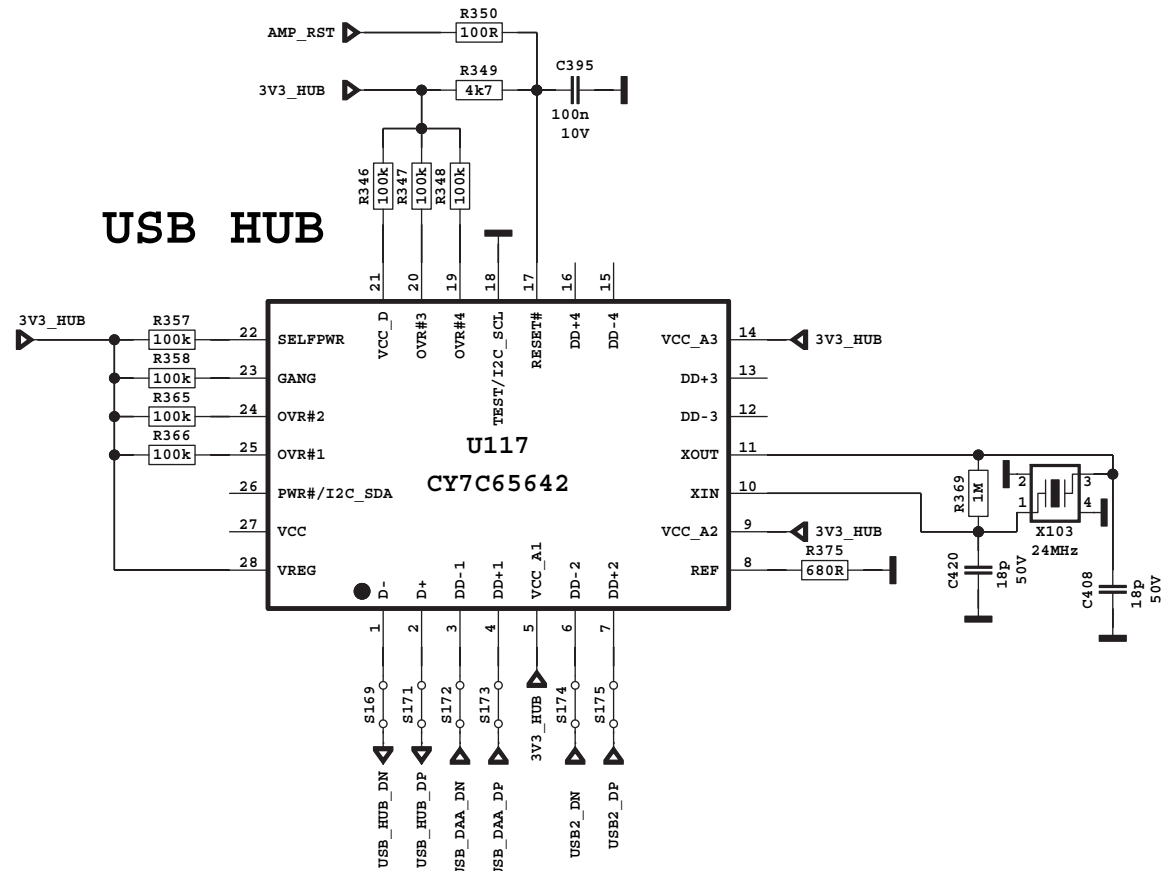 R350
AMP_RST
100R
R349
C395
3V3_HUB
4k7
100n
10V
R346
100k
R347
100k
R348
100k
USB HUB
21
20
19
18
17
16
15
VCC_D
OVR#3
OVR#4
TEST/I2C_SCL
RESET#
DD+4
DD-4
3V3_HUB
R357
100k
22
SELFPWR
R358
100k
23
GANG
R365
100k
24
OVR#2
R366
100k
25
OVR#1
26
PWR#/I2C_SDA
27
VCC
28
VREG
U117
CY7C65642
VCC_A3
14
3V3_HUB
DD+3
13
DD-3
12
XOUT
11
XIN
10
VCC_A2
9
3V3_HUB
REF
8
R375
680R
R369
1M
2
3
1
4
X103
24MHz
C420
18p
50V
C408
18p
50V
D-
D+
DD-1
DD+1
VCC_A1
DD-2
DD+2
1
2
3
4
5
6
7
S169
S171
S172
S173
3V3_HUB
S174
S175
USB_HUB_DN
USB_HUB_DP
USB_DAA_DN
USB_DAA_DP
USB2_DN
USB2_DP